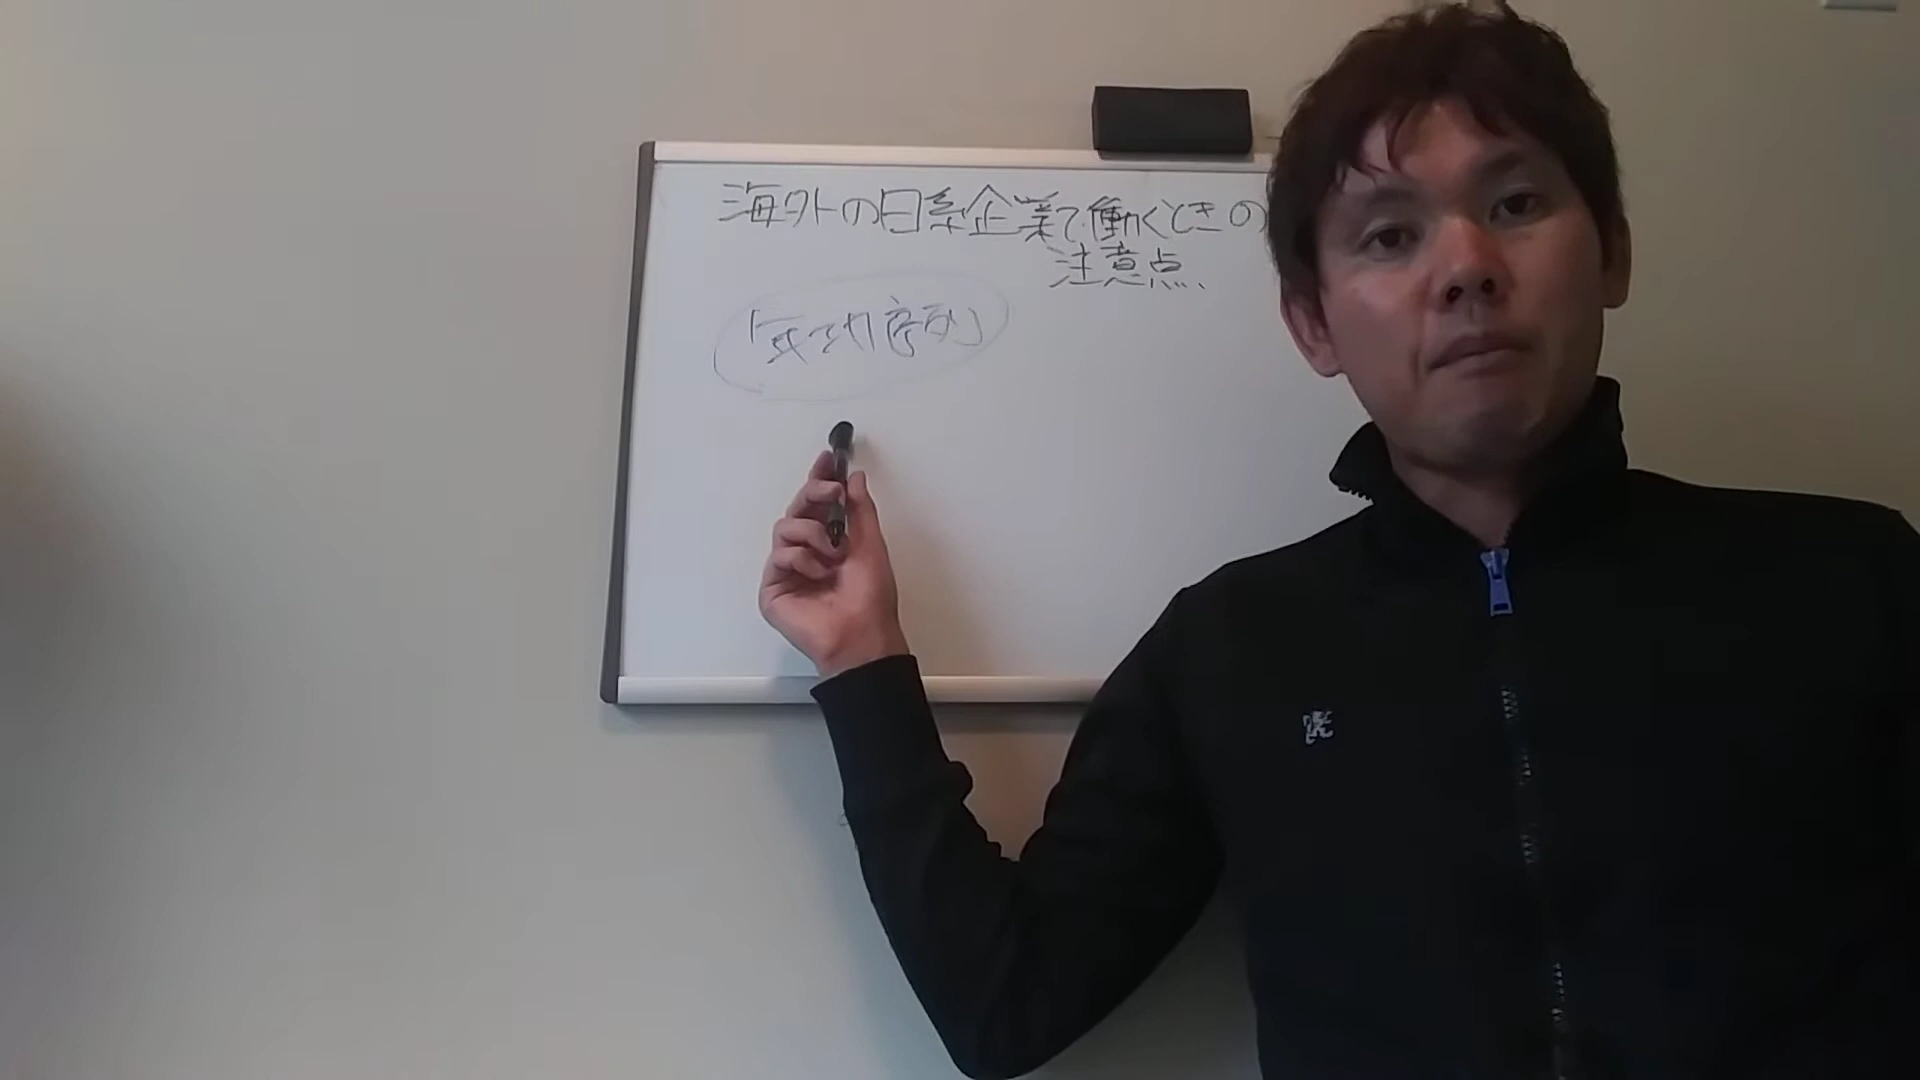 海外の日系企業で働くときの
注意点
「年功序列」